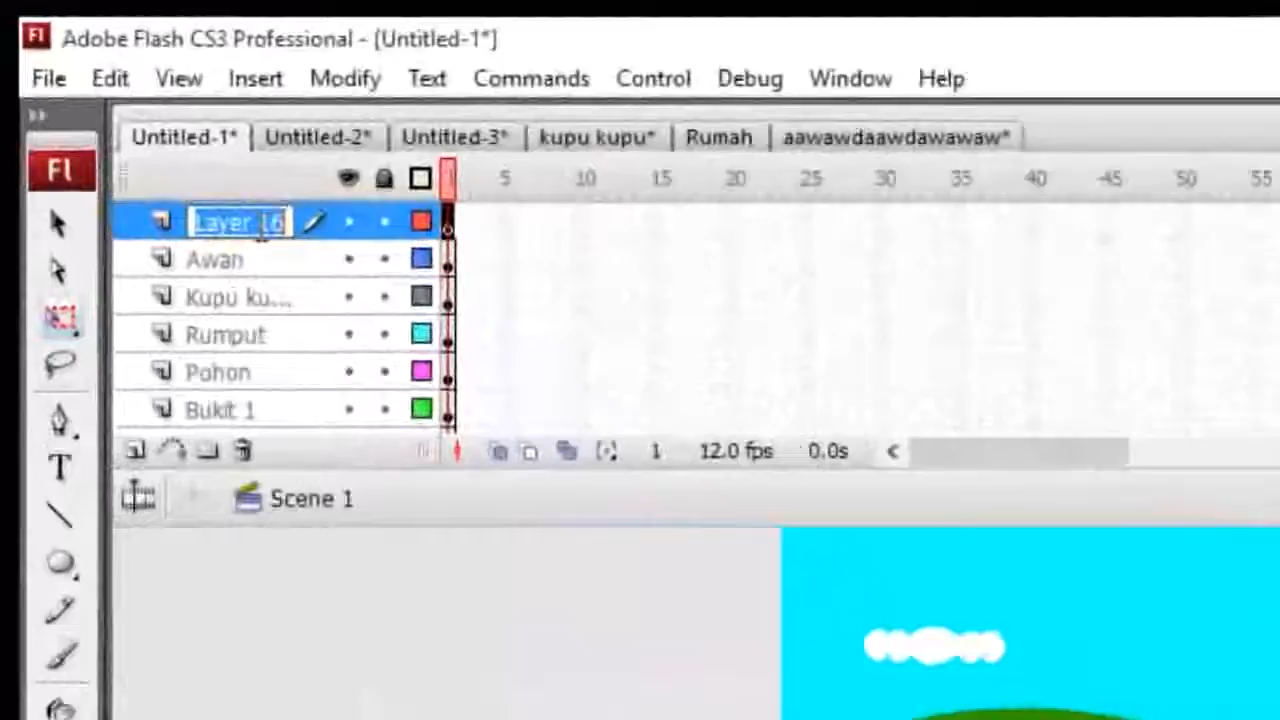 Fl Adobe Flash CS3 Professional - [Untitled-1*]
File Edit View Insert Modify Text Commands Control Debug Window Help
Untitled-1* Untitled-2* Untitled-3* kupu kupu* Rumah aawawdaawdawawaw*
Fl
1 5 10 15 20 25 30 35 40 45 50 55
Layer 16
Awan
Kupu ku...
Rumput
Pohon
Bukit 1
1 12.0 fps 0.0s
T
Scene 1